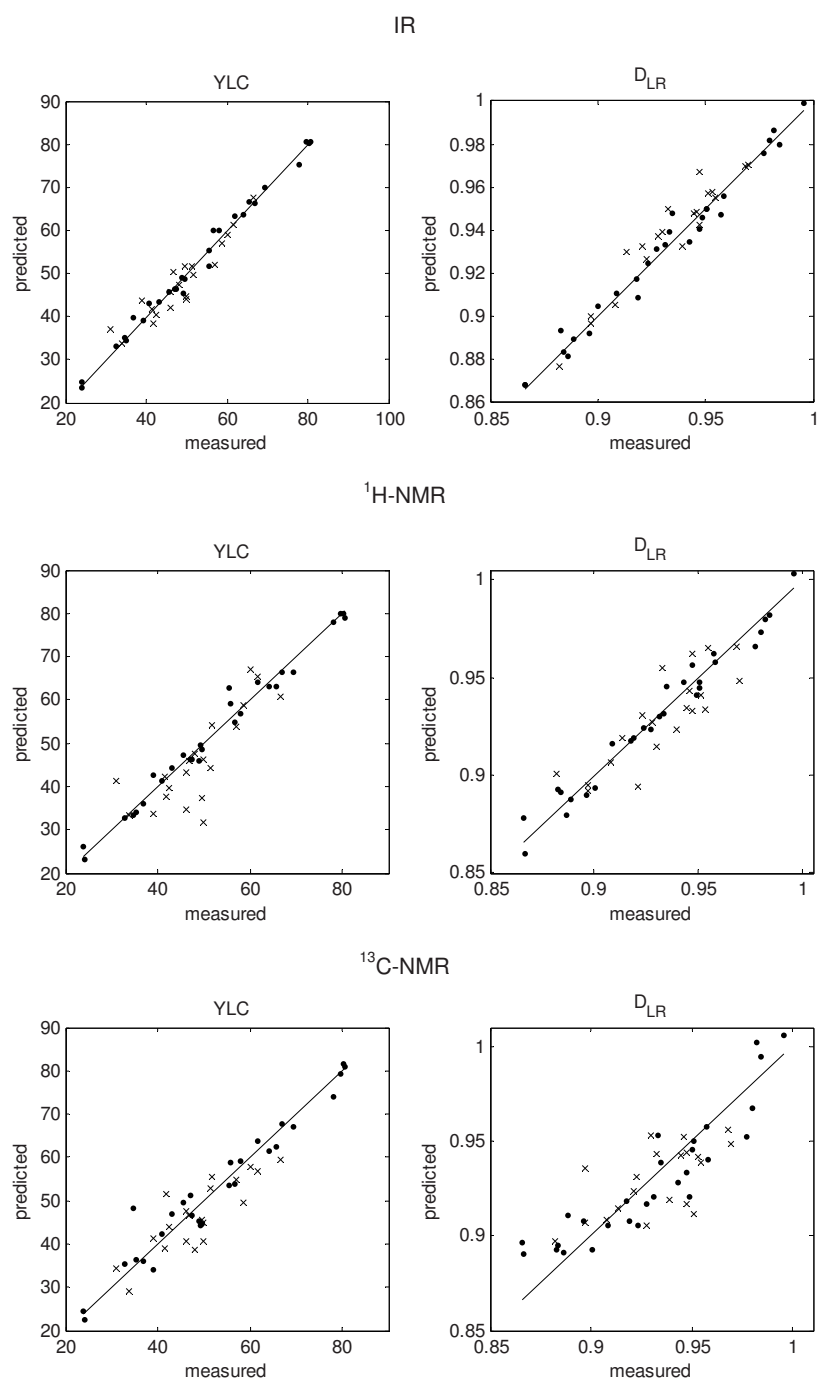 IR
YLC
D_LR
90
80
70
60
50
40
30
20
predicted
20 40 60 80 100
measured
1
0.98
0.96
0.94
0.92
0.9
0.88
0.86
predicted
0.85 0.9 0.95 1
measured
¹H-NMR
YLC
D_LR
90
80
70
60
50
40
30
20
predicted
20 40 60 80
measured
1
0.95
0.9
0.85
predicted
0.85 0.9 0.95 1
measured
¹³C-NMR
YLC
D_LR
90
80
70
60
50
40
30
20
predicted
20 40 60 80
measured
1
0.95
0.9
0.85
predicted
0.85 0.9 0.95 1
measured